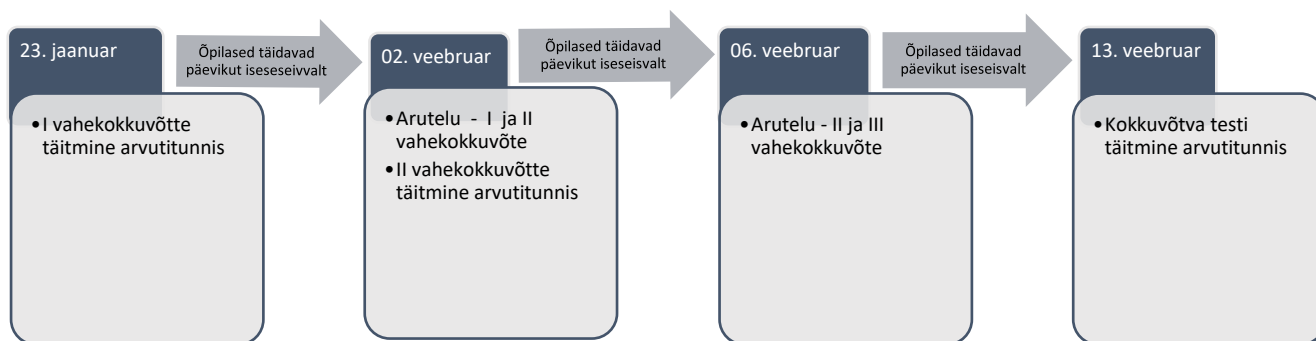 23. jaanuar
Õpilased täidavad
päevikut iseseseivvalt
02. veebruar
Õpilased täidavad
päevikut iseseisvalt
06. veebruar
Õpilased täidavad
päevikut iseseisvalt
13. veebruar
•I vahekokkuvõtte
täitmine arvutitunnis
•Arutelu - I ja II
vahekokkuvõte
•II vahekokkuvõtte
täitmine arvutitunnis
•Arutelu - II ja III
vahekokkuvõte
•Kokkuvõtva testi
täitmine arvutitunnis